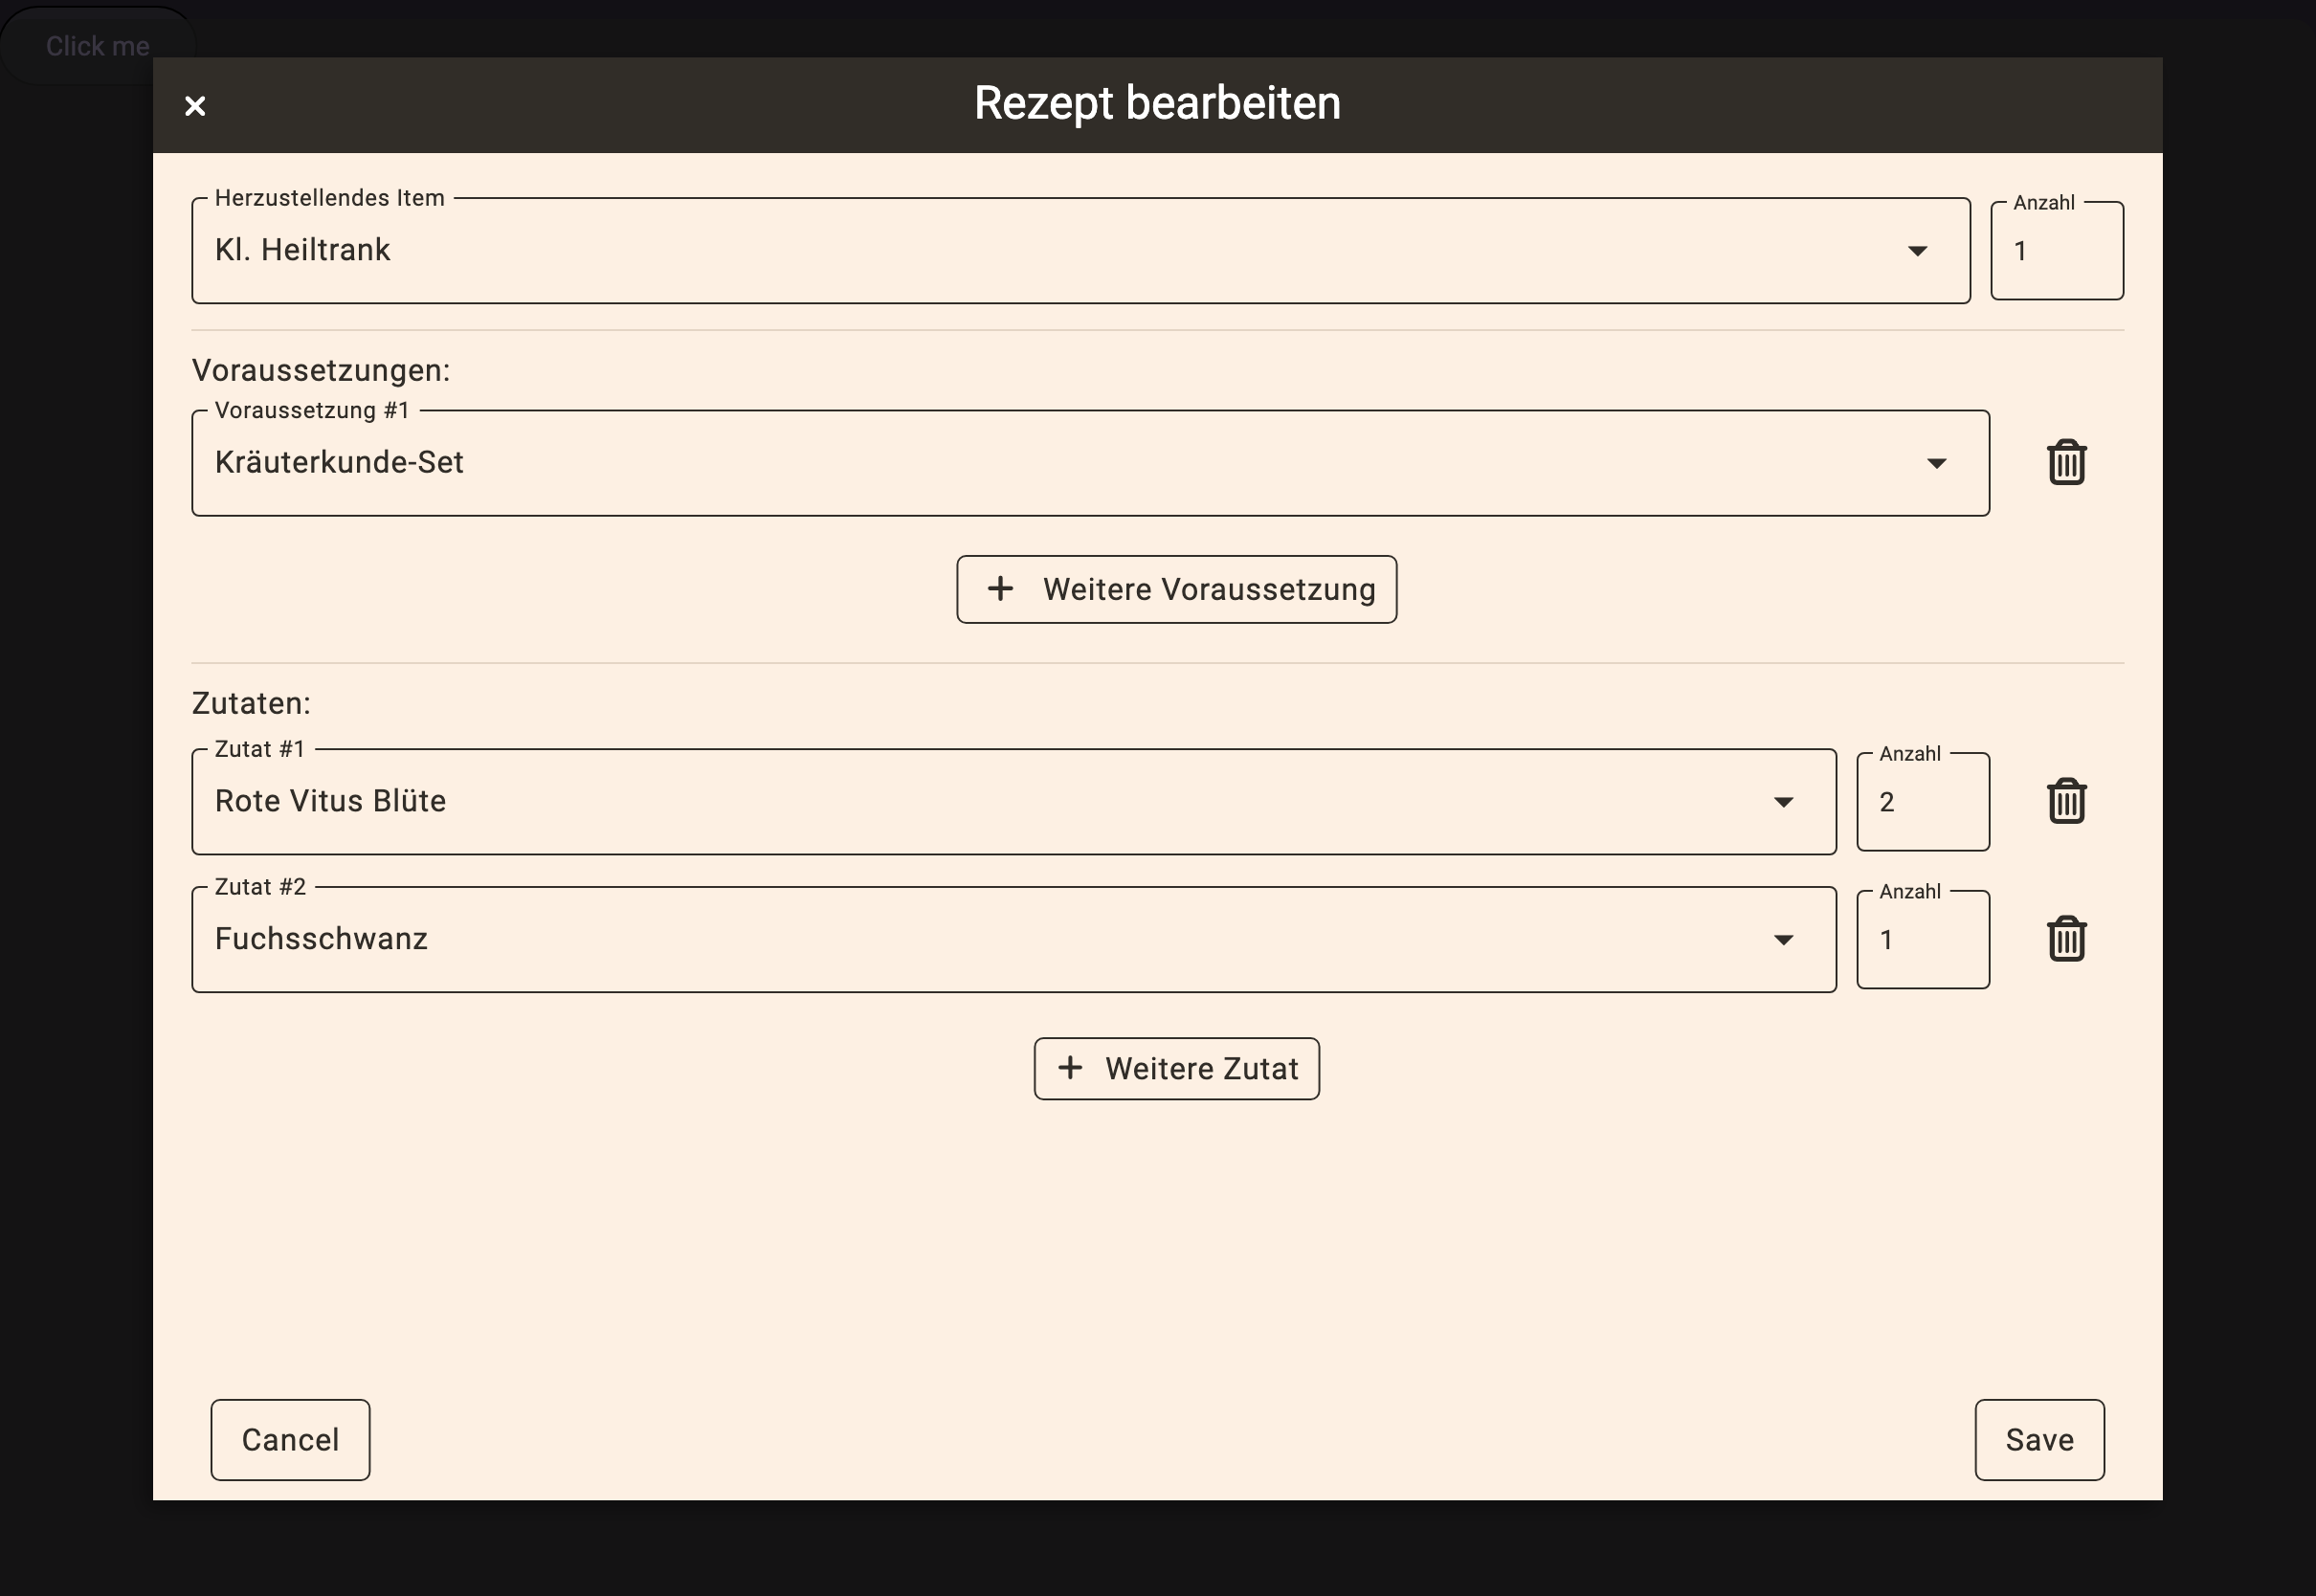 Click me
Rezept bearbeiten
Herzustellendes Item
Kl. Heiltrank
Anzahl
1
Voraussetzungen:
Voraussetzung #1
Kräuterkunde-Set
+ Weitere Voraussetzung
Zutaten:
Zutat #1
Rote Vitus Blüte
Anzahl
2
Zutat #2
Fuchsschwanz
Anzahl
1
+ Weitere Zutat
Cancel
Save